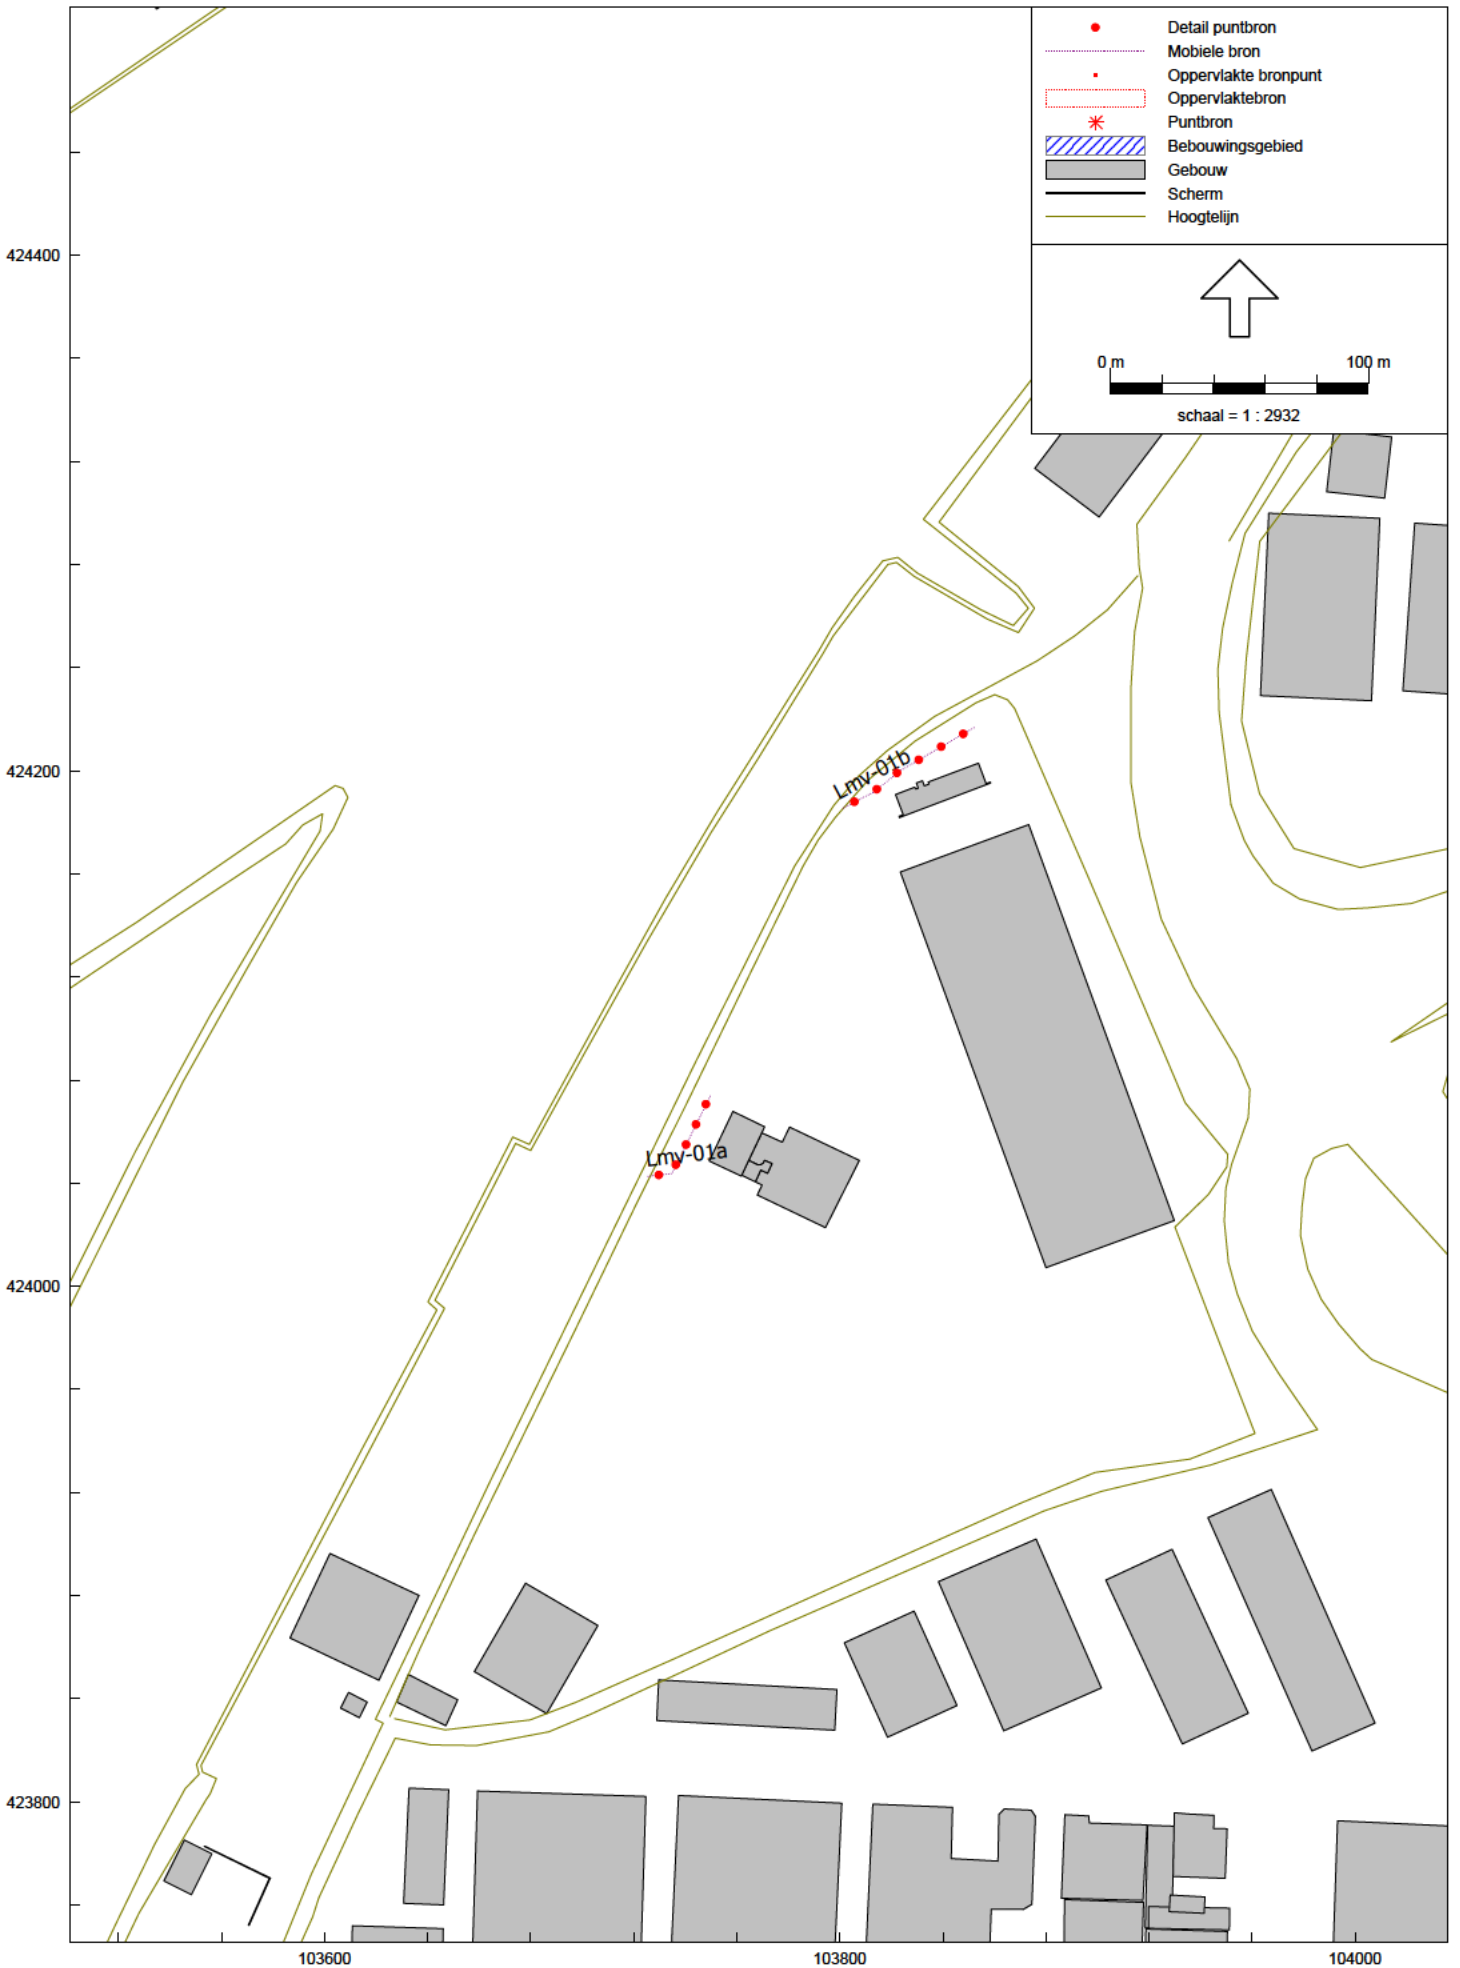 Detail puntbron
Mobiele bron
Oppervlakte bronpunt
Oppervlaktebron
Puntbron
Bebouwingsgebied
Gebouw
Scherm
Hoogtelijn
0 m 100 m
schaal = 1 : 2932
424400
424200
424000
423800
Lmv-01b
Lmv-01a
103600 103800 104000